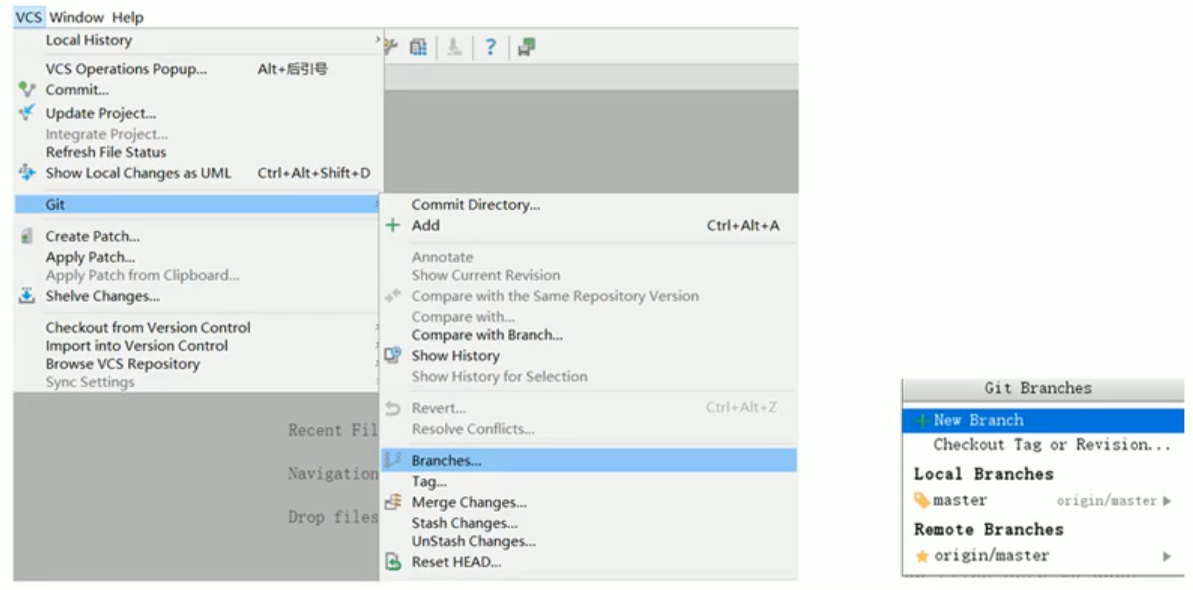 VCS Window Help
Local History
VCS Operations Popup... Alt+后引号
Commit...
Update Project...
Integrate Project...
Refresh File Status
Show Local Changes as UML Ctrl+Alt+Shift+D
Git
Create Patch...
Apply Patch...
Apply Patch from Clipboard...
Shelve Changes...
Checkout from Version Control
Import into Version Control
Browse VCS Repository
Sync Settings
Commit Directory...
Add Ctrl+Alt+A
Annotate
Show Current Revision
Compare with the Same Repository Version
Compare with...
Compare with Branch...
Show History
Show History for Selection
Revert... Ctrl+Alt+Z
Resolve Conflicts...
Branches...
Tag...
Merge Changes...
Stash Changes...
UnStash Changes...
Reset HEAD...
Recent Fil
Navigation
Drop files
Git Branches
New Branch
Checkout Tag or Revision...
Local Branches
master origin/master
Remote Branches
origin/master